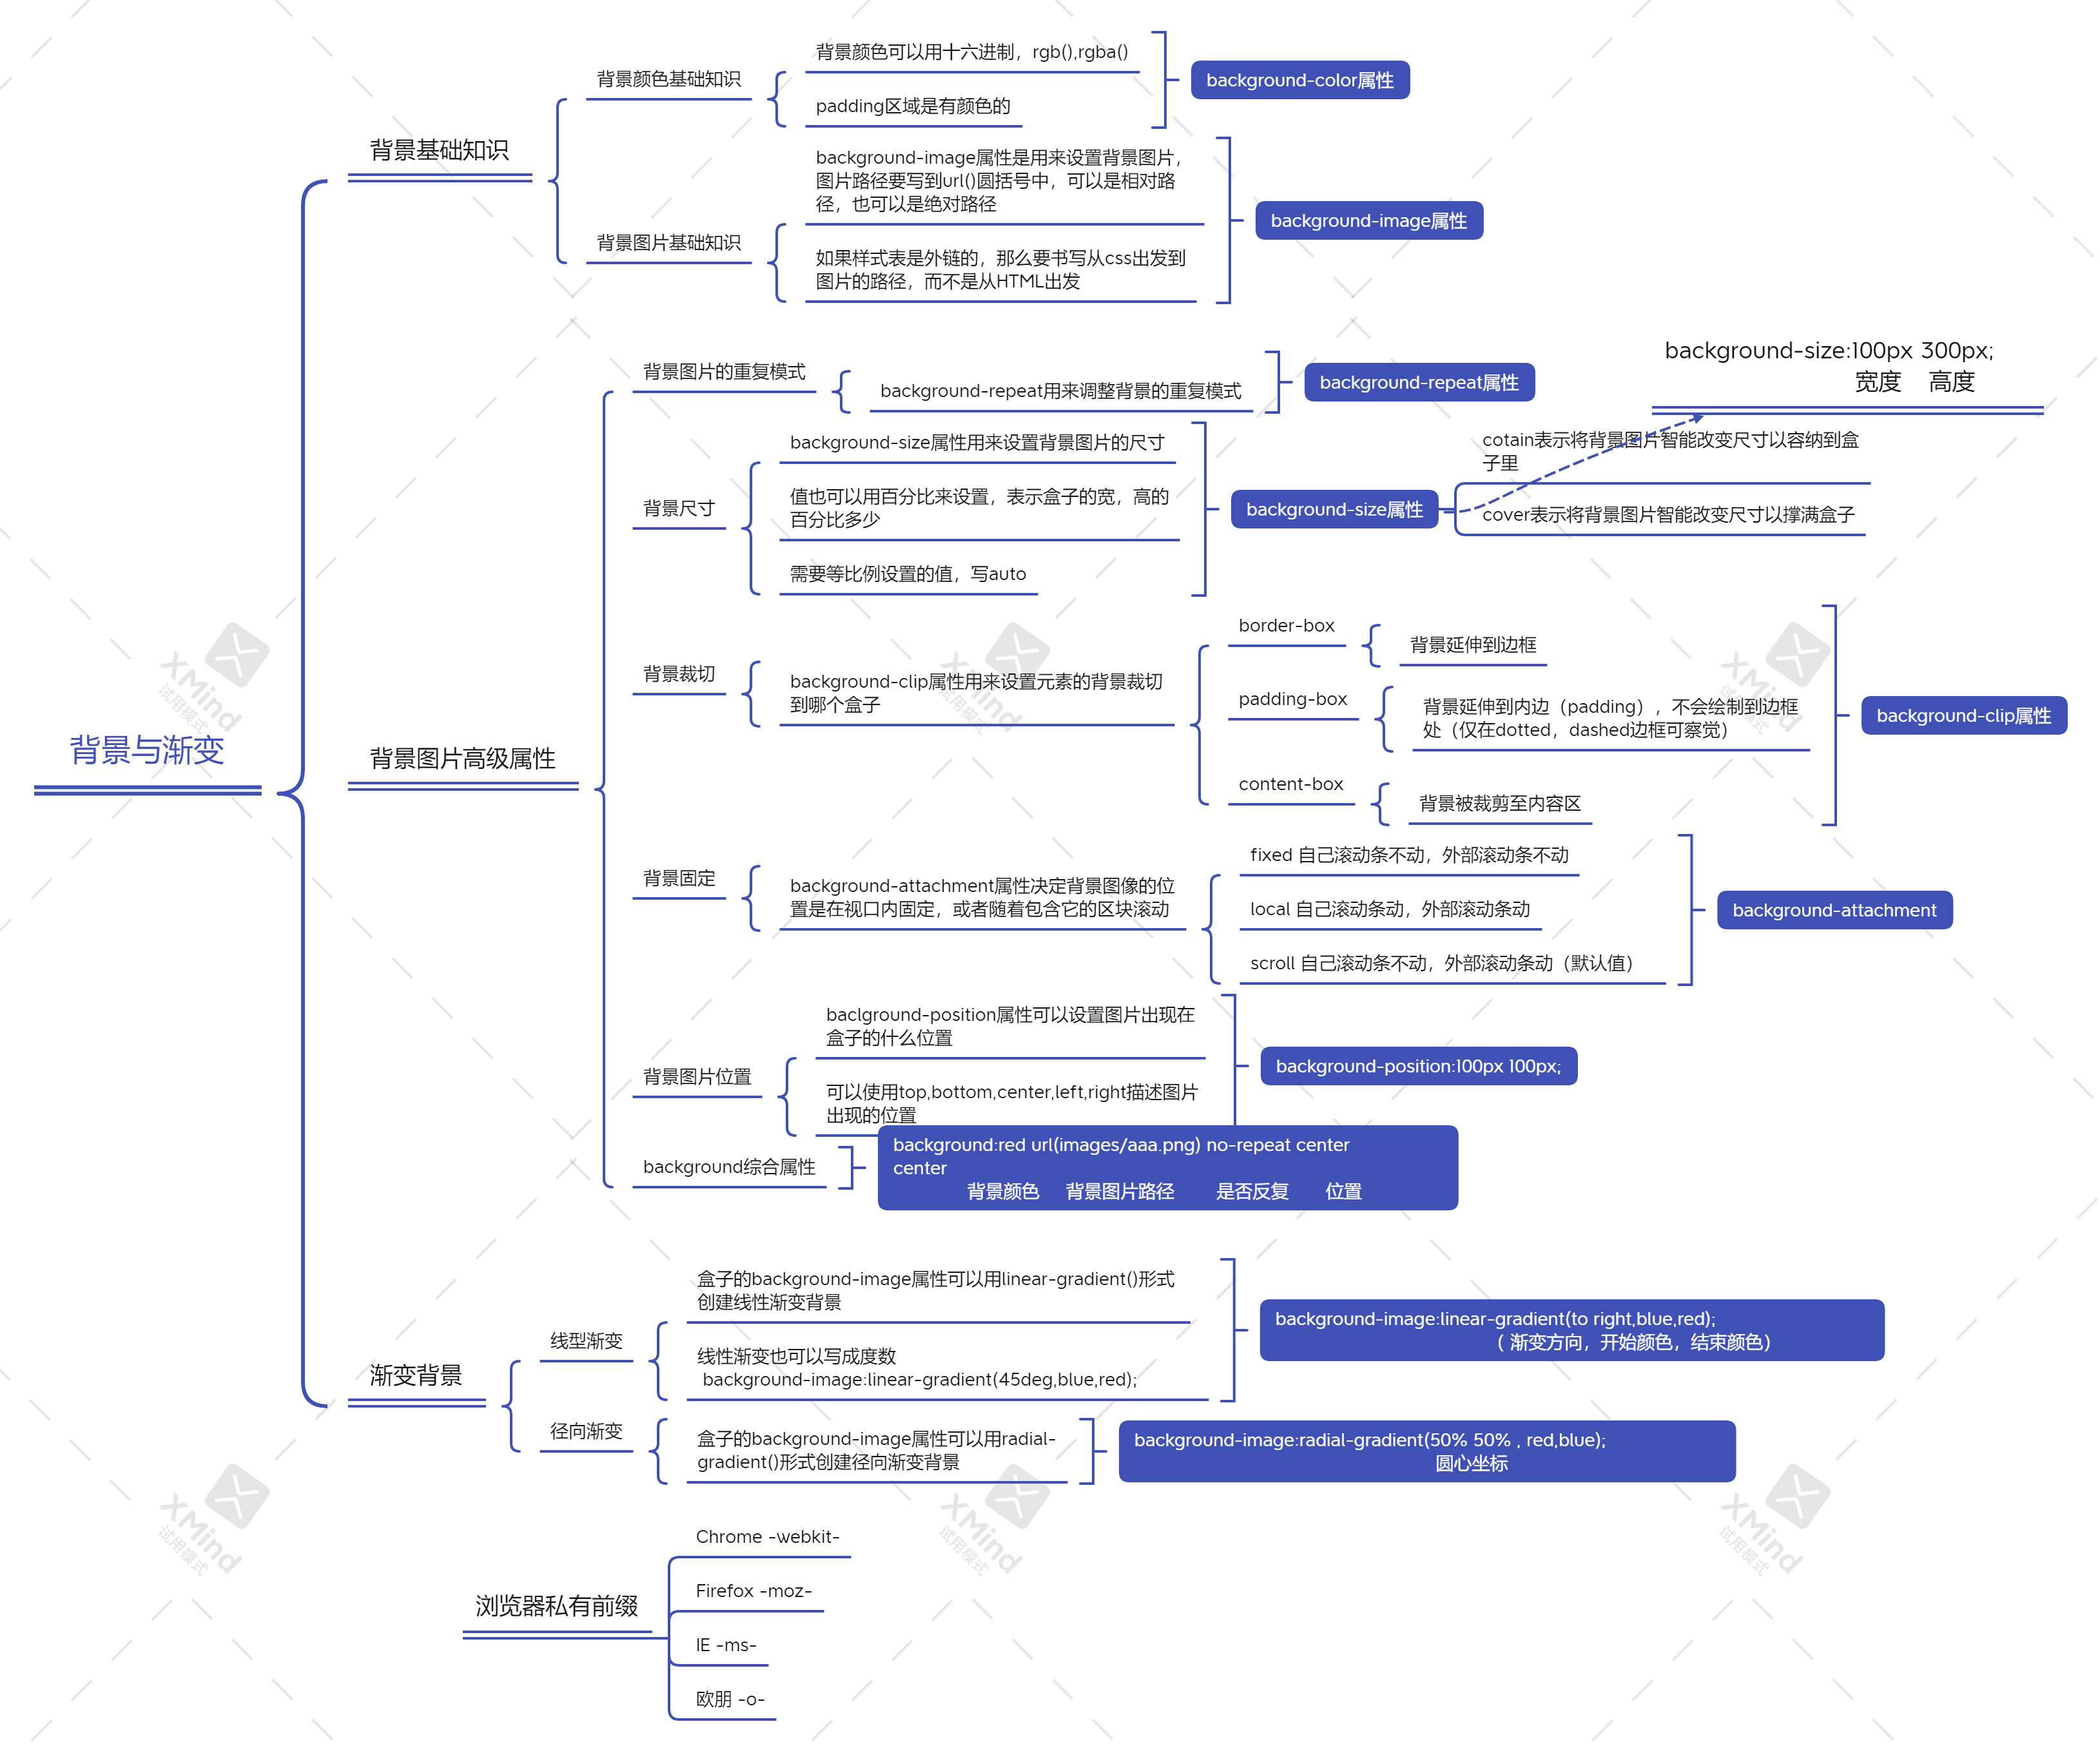 背景与渐变
背景基础知识
背景颜色基础知识
背景颜色可以用十六进制，rgb(),rgba()
padding区域是有颜色的
background-color属性
背景图片基础知识
background-image属性是用来设置背景图片，
图片路径要写到url()圆括号中，可以是相对路
径，也可以是绝对路径
如果样式表是外链的，那么要书写从css出发到
图片的路径，而不是从HTML出发
background-image属性
背景图片高级属性
背景图片的重复模式
background-repeat用来调整背景的重复模式
background-repeat属性
背景尺寸
background-size属性用来设置背景图片的尺寸
值也可以用百分比来设置，表示盒子的宽，高的
百分比多少
需要等比例设置的值，写auto
background-size属性
cotain表示将背景图片智能改变尺寸以容纳到盒
子里
cover表示将背景图片智能改变尺寸以撑满盒子
background-size:100px 300px;
宽度 高度
背景裁切
background-clip属性用来设置元素的背景裁切
到哪个盒子
border-box
背景延伸到边框
padding-box
背景延伸到内边（padding），不会绘制到边框
处（仅在dotted，dashed边框可察觉）
content-box
背景被裁剪至内容区
background-clip属性
背景固定
background-attachment属性决定背景图像的位
置是在视口内固定，或者随着包含它的区块滚动
fixed 自己滚动条不动，外部滚动条不动
local 自己滚动条动，外部滚动条动
scroll 自己滚动条不动，外部滚动条动（默认值）
background-attachment
背景图片位置
baclground-position属性可以设置图片出现在
盒子的什么位置
可以使用top,bottom,center,left,right描述图片
出现的位置
background-position:100px 100px;
background综合属性
background:red url(images/aaa.png) no-repeat center
center
背景颜色 背景图片路径 是否反复 位置
渐变背景
线型渐变
盒子的background-image属性可以用linear-gradient()形式
创建线性渐变背景
线性渐变也可以写成度数
background-image:linear-gradient(45deg,blue,red);
background-image:linear-gradient(to right,blue,red);
（ 渐变方向，开始颜色，结束颜色）
径向渐变
盒子的background-image属性可以用radial-
gradient()形式创建径向渐变背景
background-image:radial-gradient(50% 50% , red,blue);
圆心坐标
浏览器私有前缀
Chrome -webkit-
Firefox -moz-
IE -ms-
欧朋 -o-
XMind
试用模式
XMind
试用模式
XMind
试用模式
XMind
试用模式
XMind
试用模式
XMind
试用模式